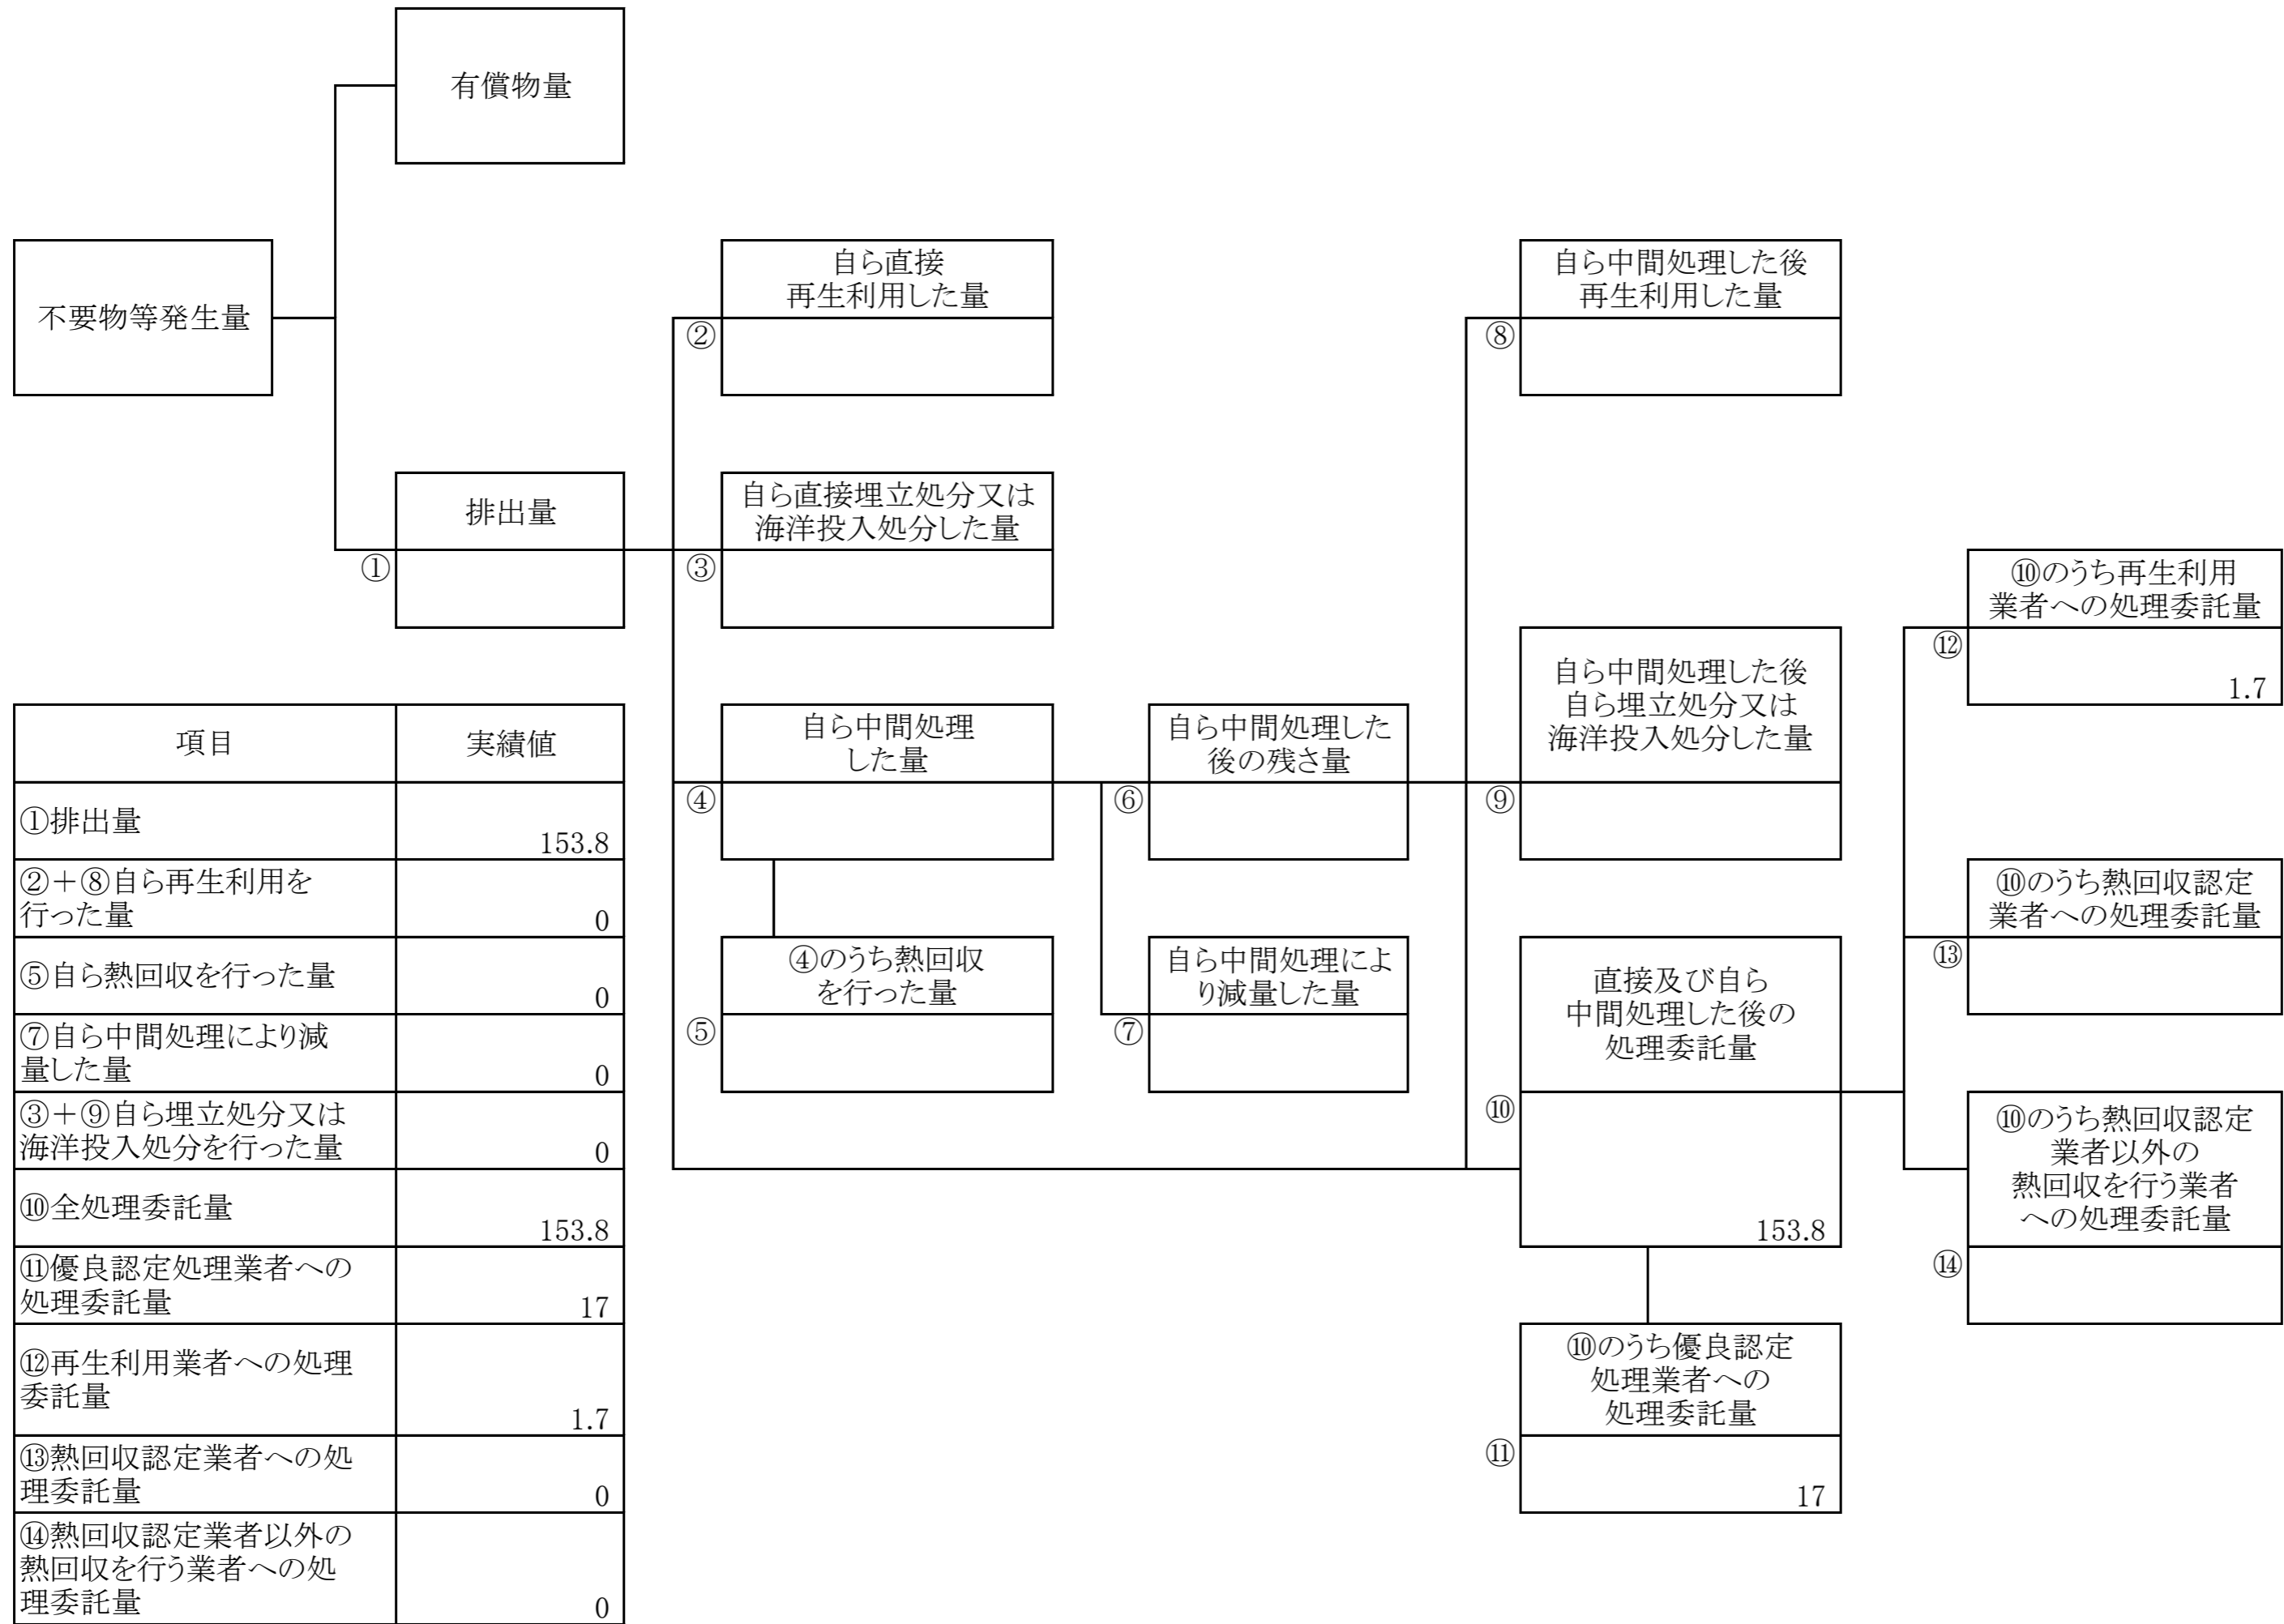 有償物量
不要物等発生量
自ら直接
再生利用した量
②
自ら中間処理した後
再生利用した量
⑧
排出量
①
自ら直接埋立処分又は
海洋投入処分した量
③
⑩のうち再生利用
業者への処理委託量
⑫
1.7
自ら中間処理した後
自ら埋立処分又は
海洋投入処分した量
⑨
自ら中間処理
した量
④
自ら中間処理した
後の残さ量
⑥
⑩のうち熱回収認定
業者への処理委託量
⑬
④のうち熱回収
を行った量
⑤
自ら中間処理によ
り減量した量
⑦
直接及び自ら
中間処理した後の
処理委託量
⑩
153.8
⑩のうち熱回収認定
業者以外の
熱回収を行う業者
への処理委託量
⑭
⑩のうち優良認定
処理業者への
処理委託量
⑪
17
項目 実績値
①排出量
153.8
②＋⑧自ら再生利用を
行った量
0
⑤自ら熱回収を行った量
0
⑦自ら中間処理により減
量した量
0
③＋⑨自ら埋立処分又は
海洋投入処分を行った量
0
⑩全処理委託量
153.8
⑪優良認定処理業者への
処理委託量
17
⑫再生利用業者への処理
委託量
1.7
⑬熱回収認定業者への処
理委託量
0
⑭熱回収認定業者以外の
熱回収を行う業者への処
理委託量
0